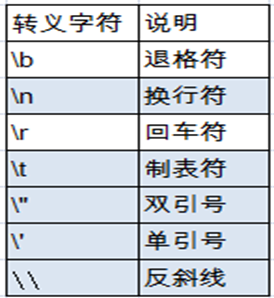 转义字符 说明
\b 退格符
\n 换行符
\r 回车符
\t 制表符
\" 双引号
\' 单引号
\\ 反斜线